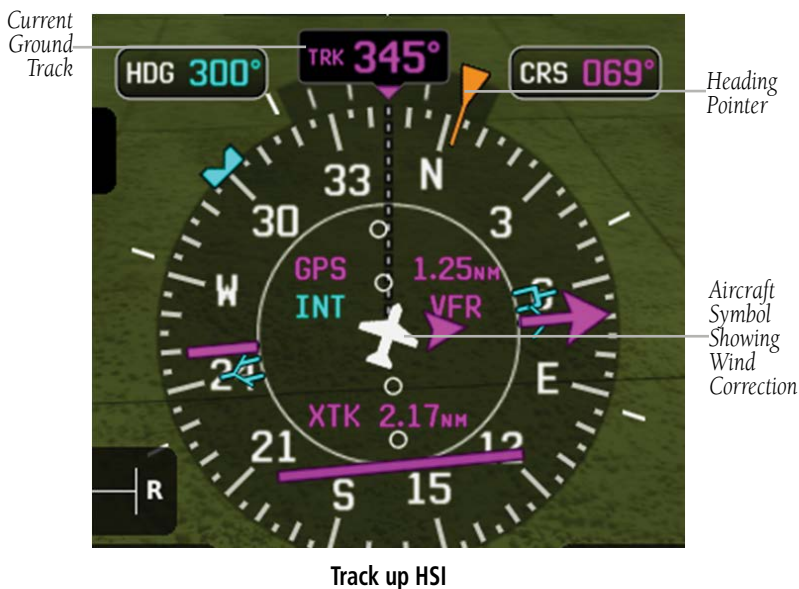 Current
Ground
Track
TRK 345°
HDG 300°
CRS 069°
Heading
Pointer
33
N
30
3
GPS
1.25NM
W
INT
VFR
Aircraft
Symbol
Showing
Wind
Correction
E
XTK 2.17NM
21
12
S
15
R
Track up HSI